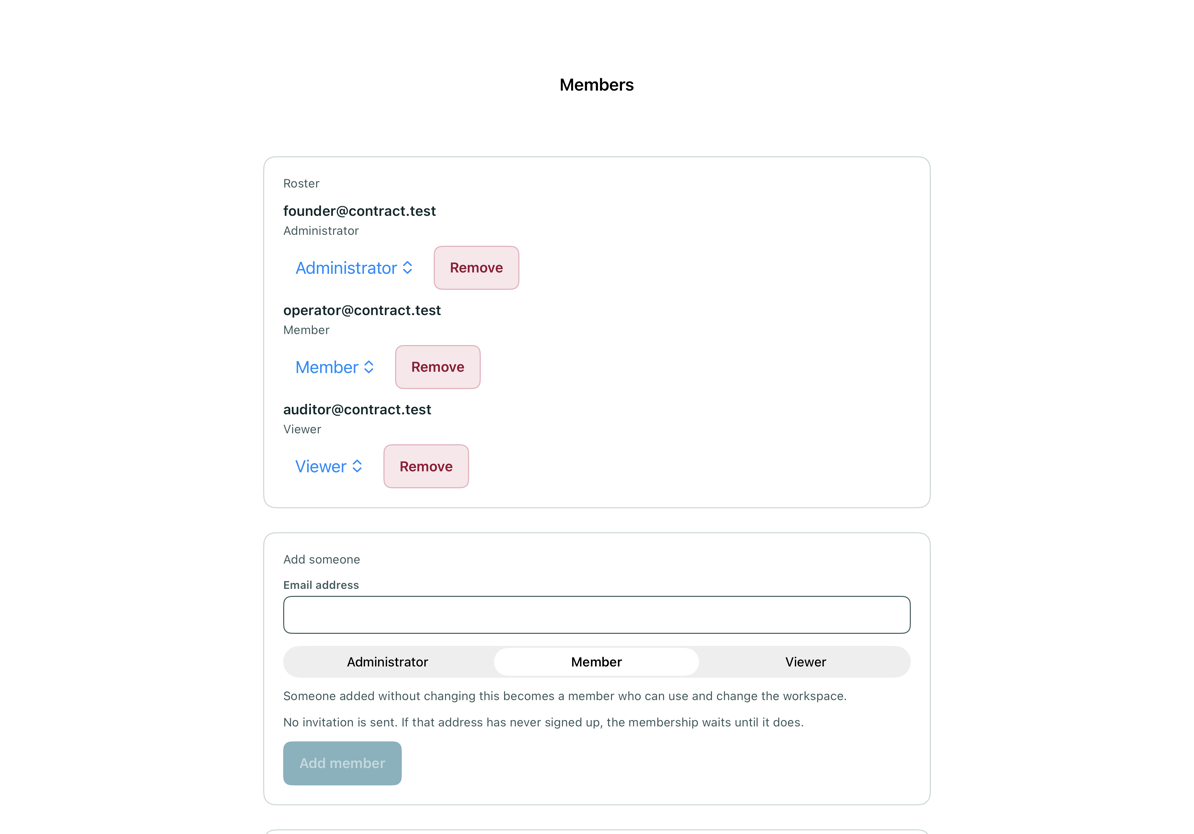 Members
Roster
founder@contract.test
Administrator
Administrator
Remove
operator@contract.test
Member
Member
Remove
auditor@contract.test
Viewer
Viewer
Remove
Add someone
Email address
Administrator
Member
Viewer
Someone added without changing this becomes a member who can use and change the workspace.
No invitation is sent. If that address has never signed up, the membership waits until it does.
Add member